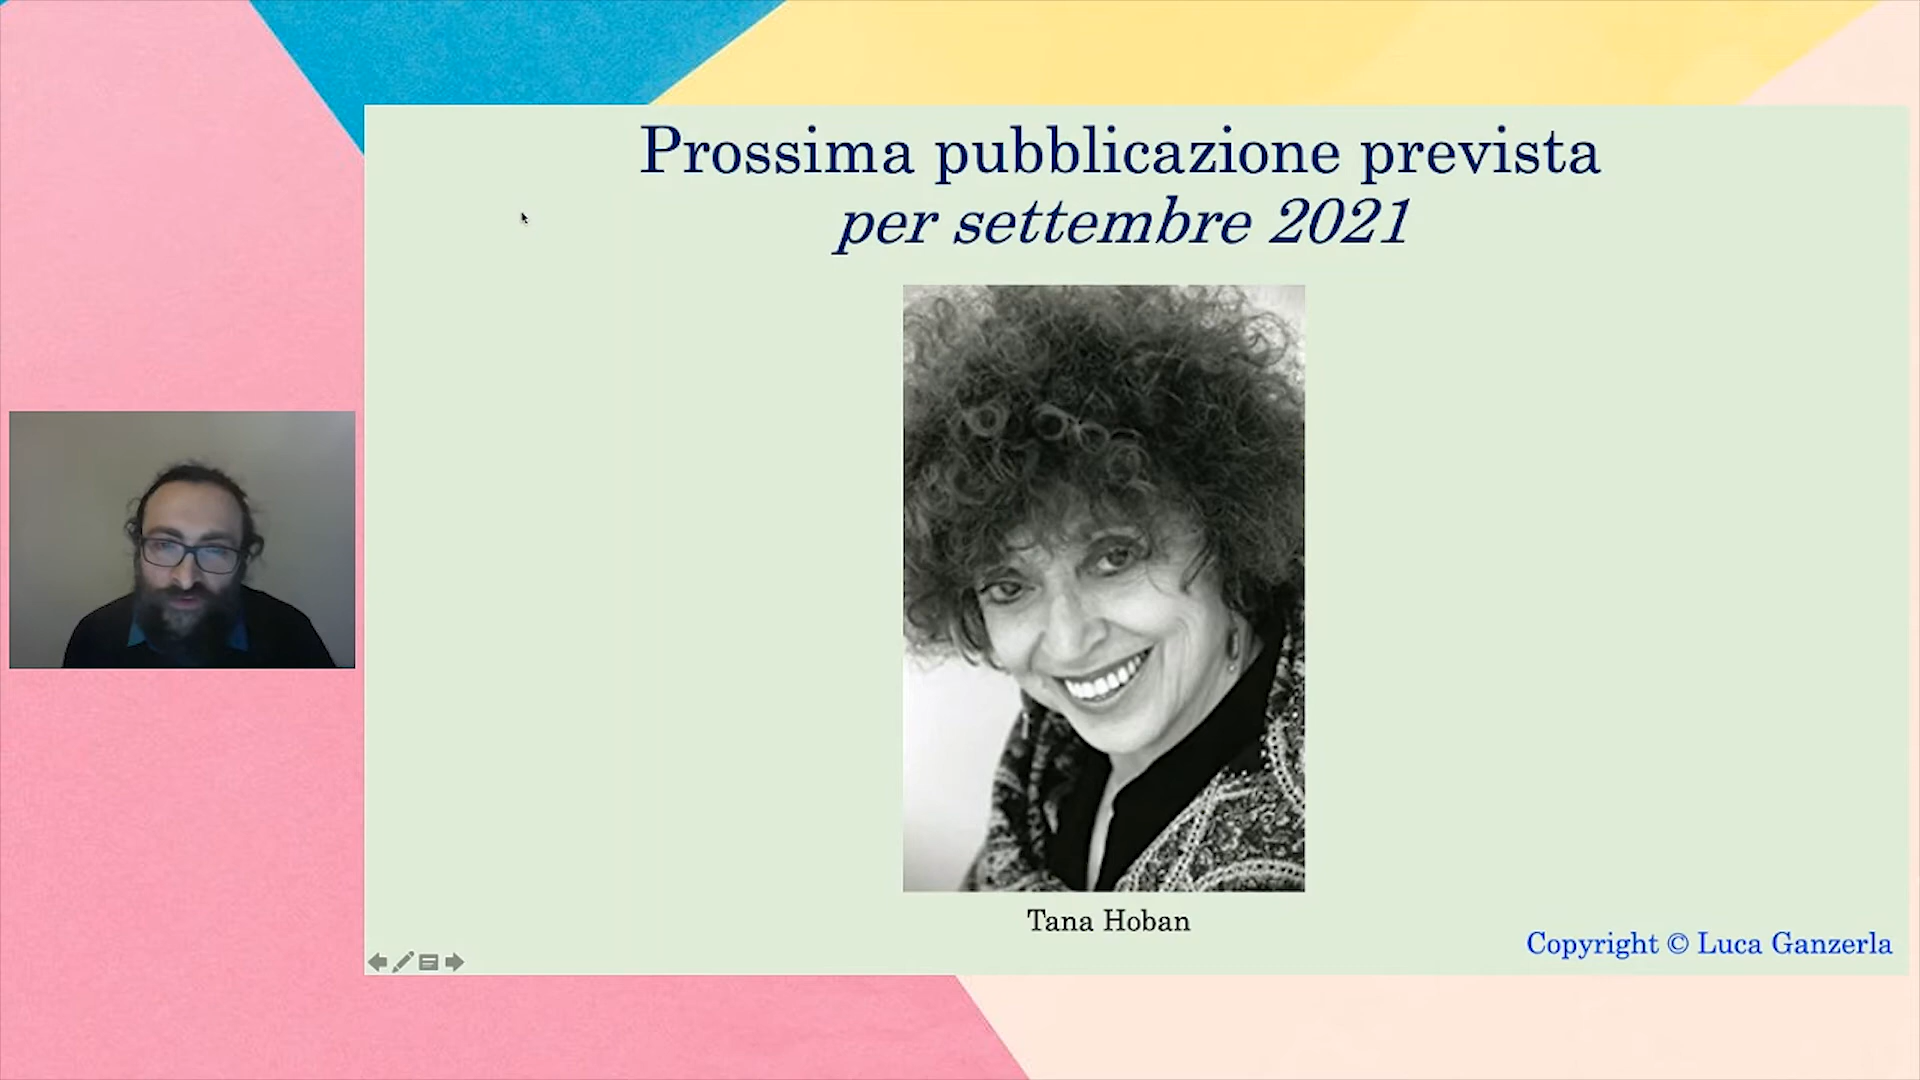 Prossima pubblicazione prevista
per settembre 2021
Tana Hoban
Copyright © Luca Ganzerla